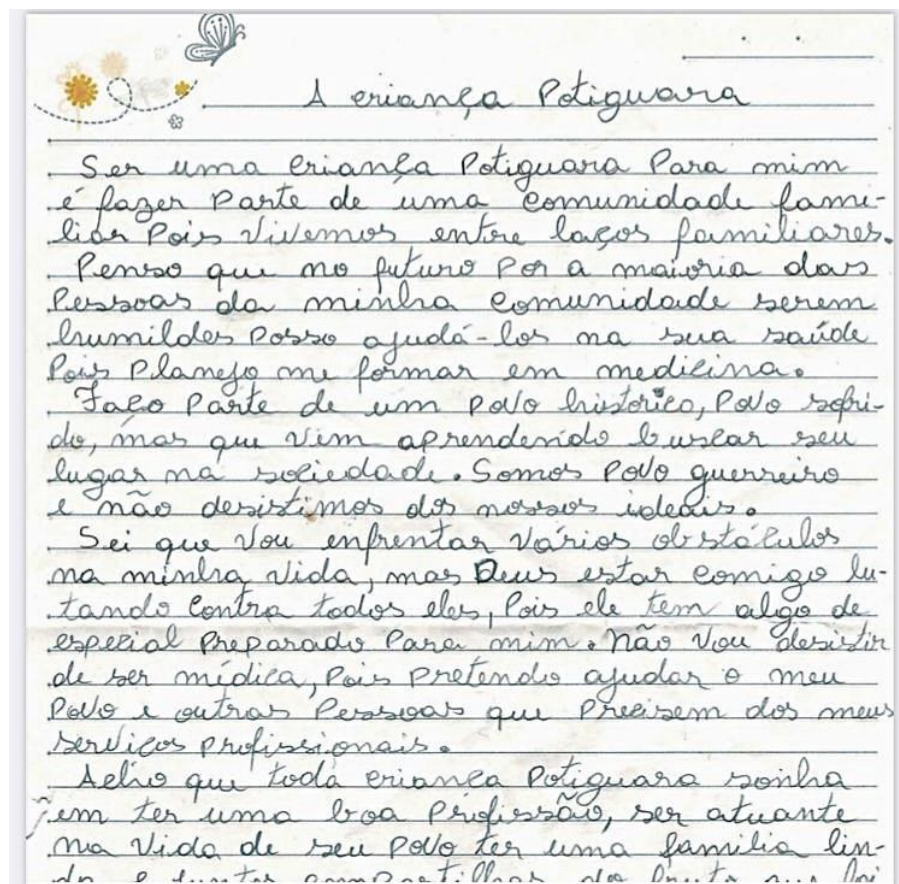 A criança Potiguara
Ser uma criança Potiguara Para mim
é fazer Parte de uma comunidade fami-
liar Pois vivemos entre laços familiares.
Penso que no futuro Por a maioria das
Pessoas da minha comunidade serem
humildes Posso ajudá-los na sua saúde
Pois Planejo me formar em medicina.
Faço Parte de um Povo histórico, Povo sofri-
do, mas que vem aprendendo buscar seu
lugar na sociedade. Somos Povo guerreiro
e não desistimos dos nossos ideais.
Sei que vou enfrentar vários obstáculos
na minha vida, mas Deus estar comigo lu-
tando contra todos eles, Pois ele tem algo de
especial Preparado Para mim. Não vou desistir
de ser médica, Pois Pretendo ajudar o meu
Povo e outras Pessoas que Precisem dos meus
serviços Profissionais.
Acho que toda criança Potiguara sonha
em ter uma boa Profissão, ser atuante
na vida de seu Povo ter uma família lin-